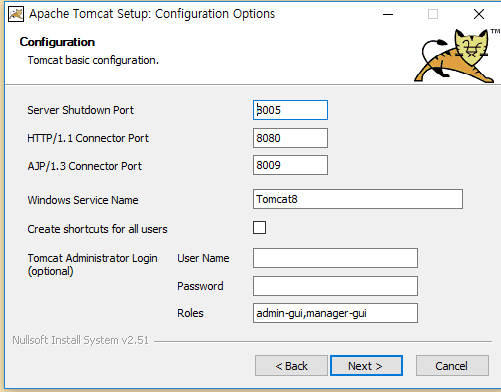 Apache Tomcat Setup: Configuration Options
TM
Configuration
Tomcat basic configuration.
Server Shutdown Port 8005
HTTP/1.1 Connector Port 8080
AJP/1.3 Connector Port 8009
Windows Service Name Tomcat8
Create shortcuts for all users
Tomcat Administrator Login User Name
(optional)
Password
Roles admin-gui,manager-gui
Nullsoft Install System v2.51
< Back Next > Cancel